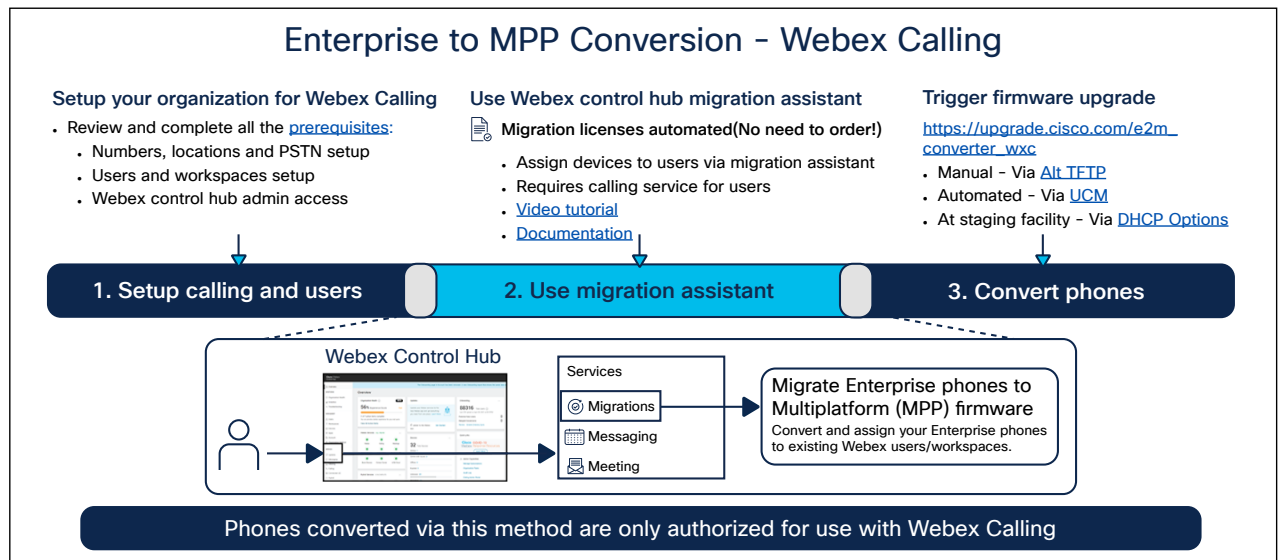 Enterprise to MPP Conversion - Webex Calling
Setup your organization for Webex Calling
• Review and complete all the prerequisites:
• Numbers, locations and PSTN setup
• Users and workspaces setup
• Webex control hub admin access
Use Webex control hub migration assistant
Migration licenses automated(No need to order!)
• Assign devices to users via migration assistant
• Requires calling service for users
• Video tutorial
• Documentation
Trigger firmware upgrade
https://upgrade.cisco.com/e2m_
converter_wxc
• Manual - Via Alt TFTP
• Automated - Via UCM
• At staging facility - Via DHCP Options
1. Setup calling and users
2. Use migration assistant
3. Convert phones
Webex Control Hub
Overview
Services
Migrations
Messaging
Meeting
Migrate Enterprise phones to
Multiplatform (MPP) firmware
Convert and assign your Enterprise phones
to existing Webex users/workspaces.
Phones converted via this method are only authorized for use with Webex Calling